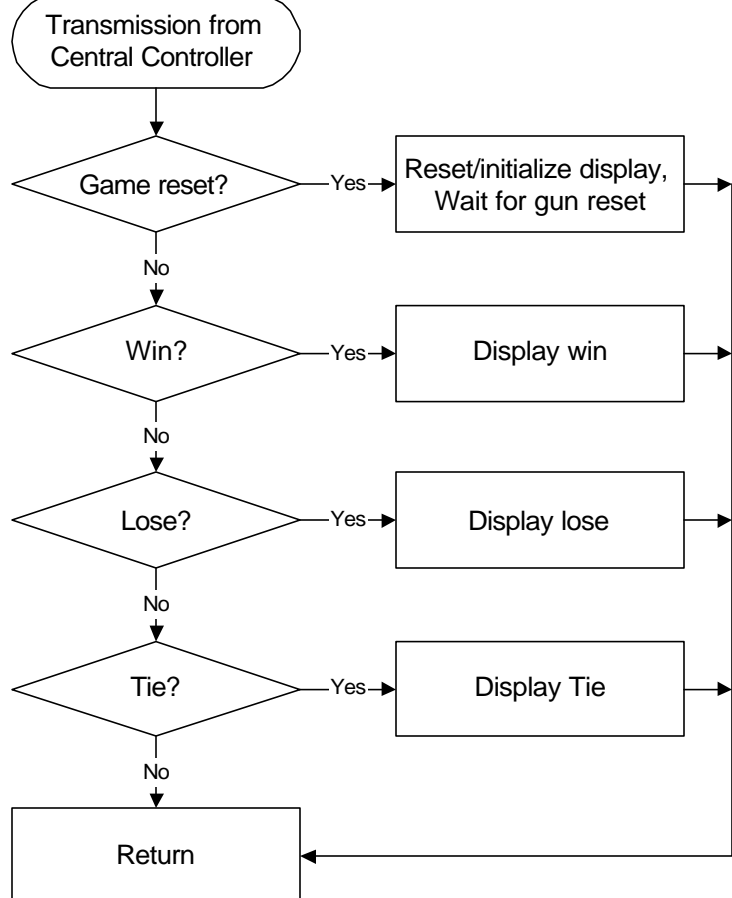 Transmission from
Central Controller
Game reset?
Yes
Reset/initialize display,
Wait for gun reset
No
Win?
Yes
Display win
No
Lose?
Yes
Display lose
No
Tie?
Yes
Display Tie
No
Return